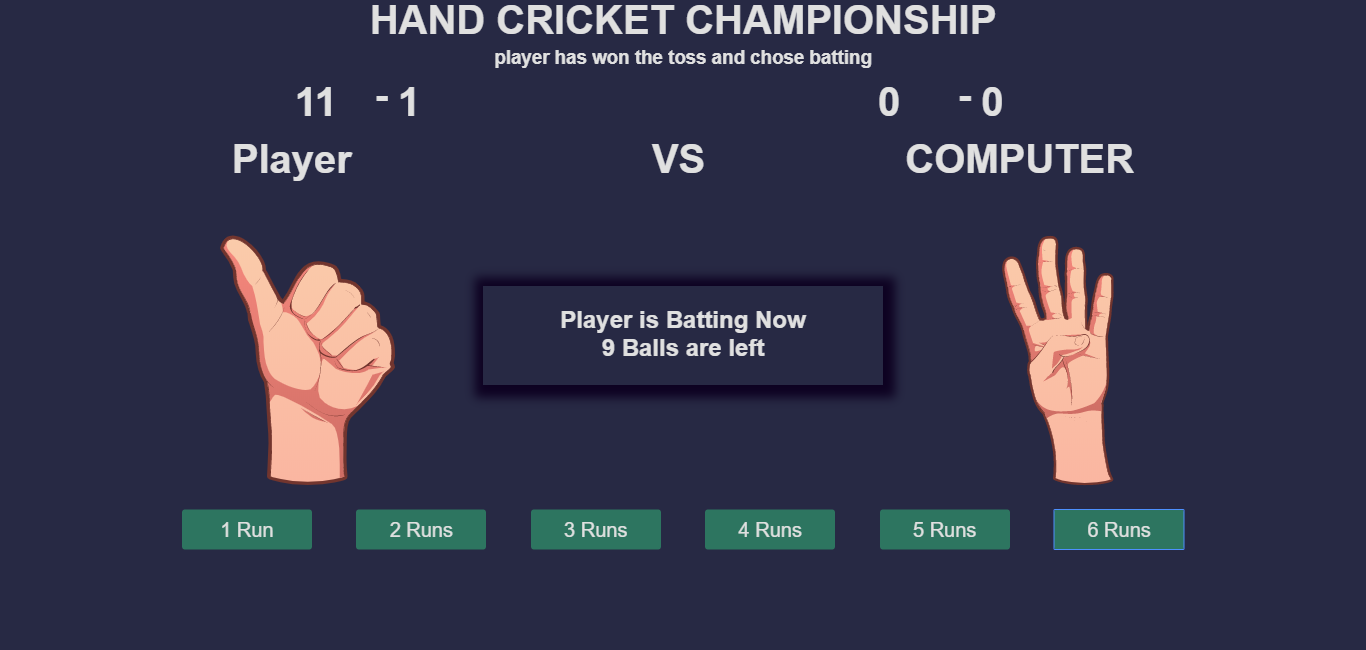 HAND CRICKET CHAMPIONSHIP
player has won the toss and chose batting
11 - 1 0 - 0
Player VS COMPUTER
Player is Batting Now
9 Balls are left
1 Run 2 Runs 3 Runs 4 Runs 5 Runs 6 Runs